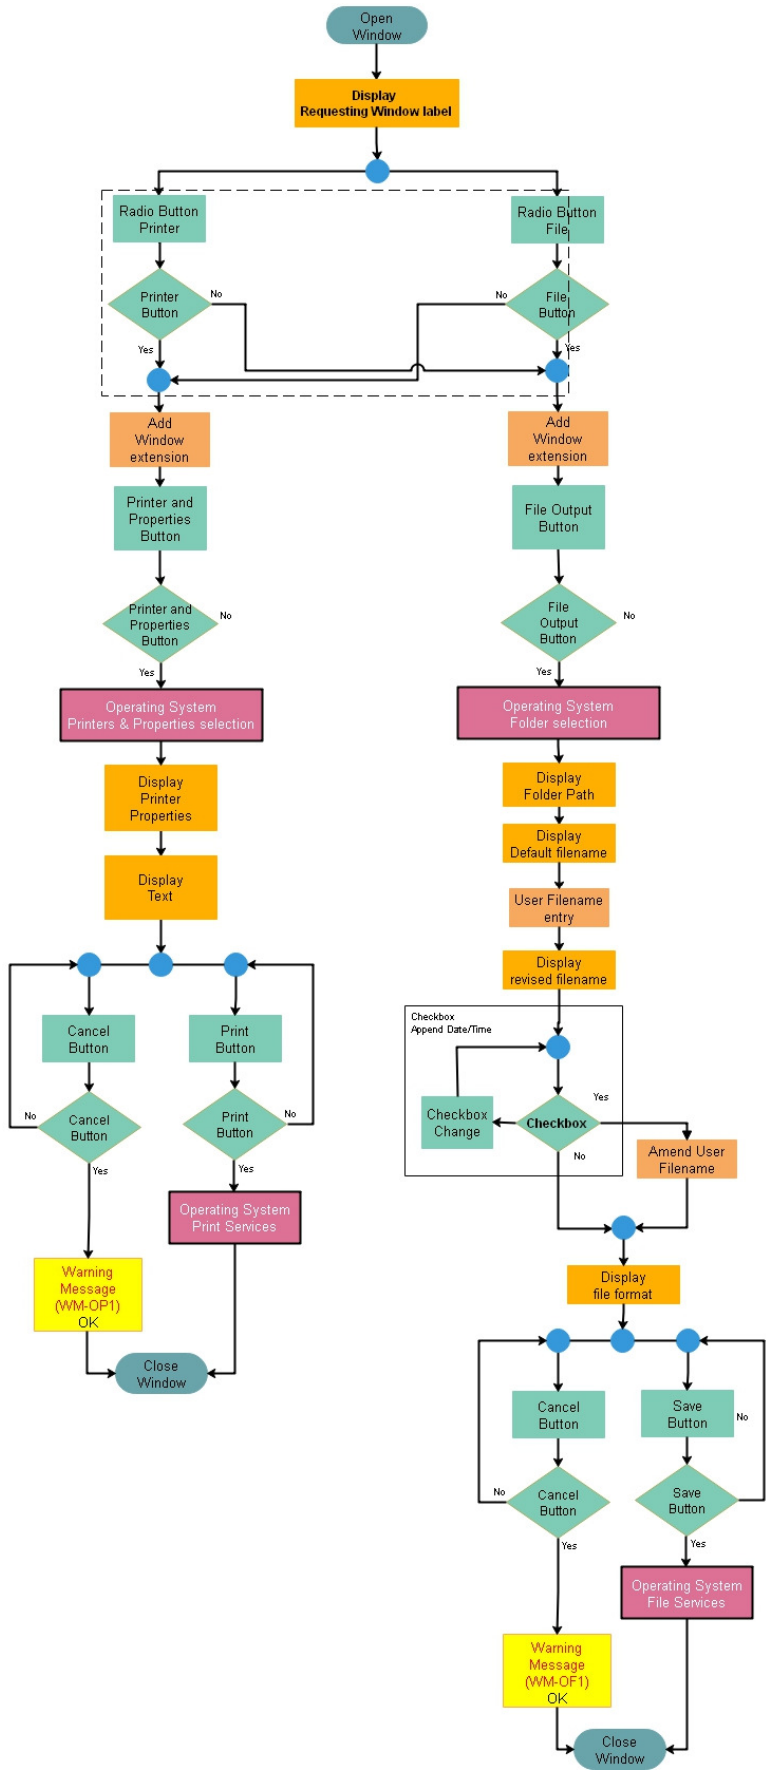 Open
Window
Display
Requesting Window label
Radio Button
Printer
Radio Button
File
Printer
Button
No
Yes
No
File
Button
Yes
Add
Window
extension
Add
Window
extension
Printer and
Properties
Button
File Output
Button
Printer and
Properties
Button
No
Yes
File
Output
Button
No
Yes
Operating System
Printers & Properties selection
Operating System
Folder selection
Display
Printer
Properties
Display
Folder Path
Display
Default filename
Display
Text
User Filename
entry
Display
revised filename
Cancel
Button
Print
Button
Checkbox
Append Date/Time
No
Cancel
Button
Yes
Print
Button
No
Yes
Checkbox
Change
Checkbox
Yes
No
Amend User
Filename
Operating System
Print Services
Warning
Message
(WM-OP1)
OK
Close
Window
Display
file format
Cancel
Button
Save
Button
No
No
Cancel
Button
Yes
Save
Button
Yes
Operating System
File Services
Warning
Message
(WM-OF1)
OK
Close
Window